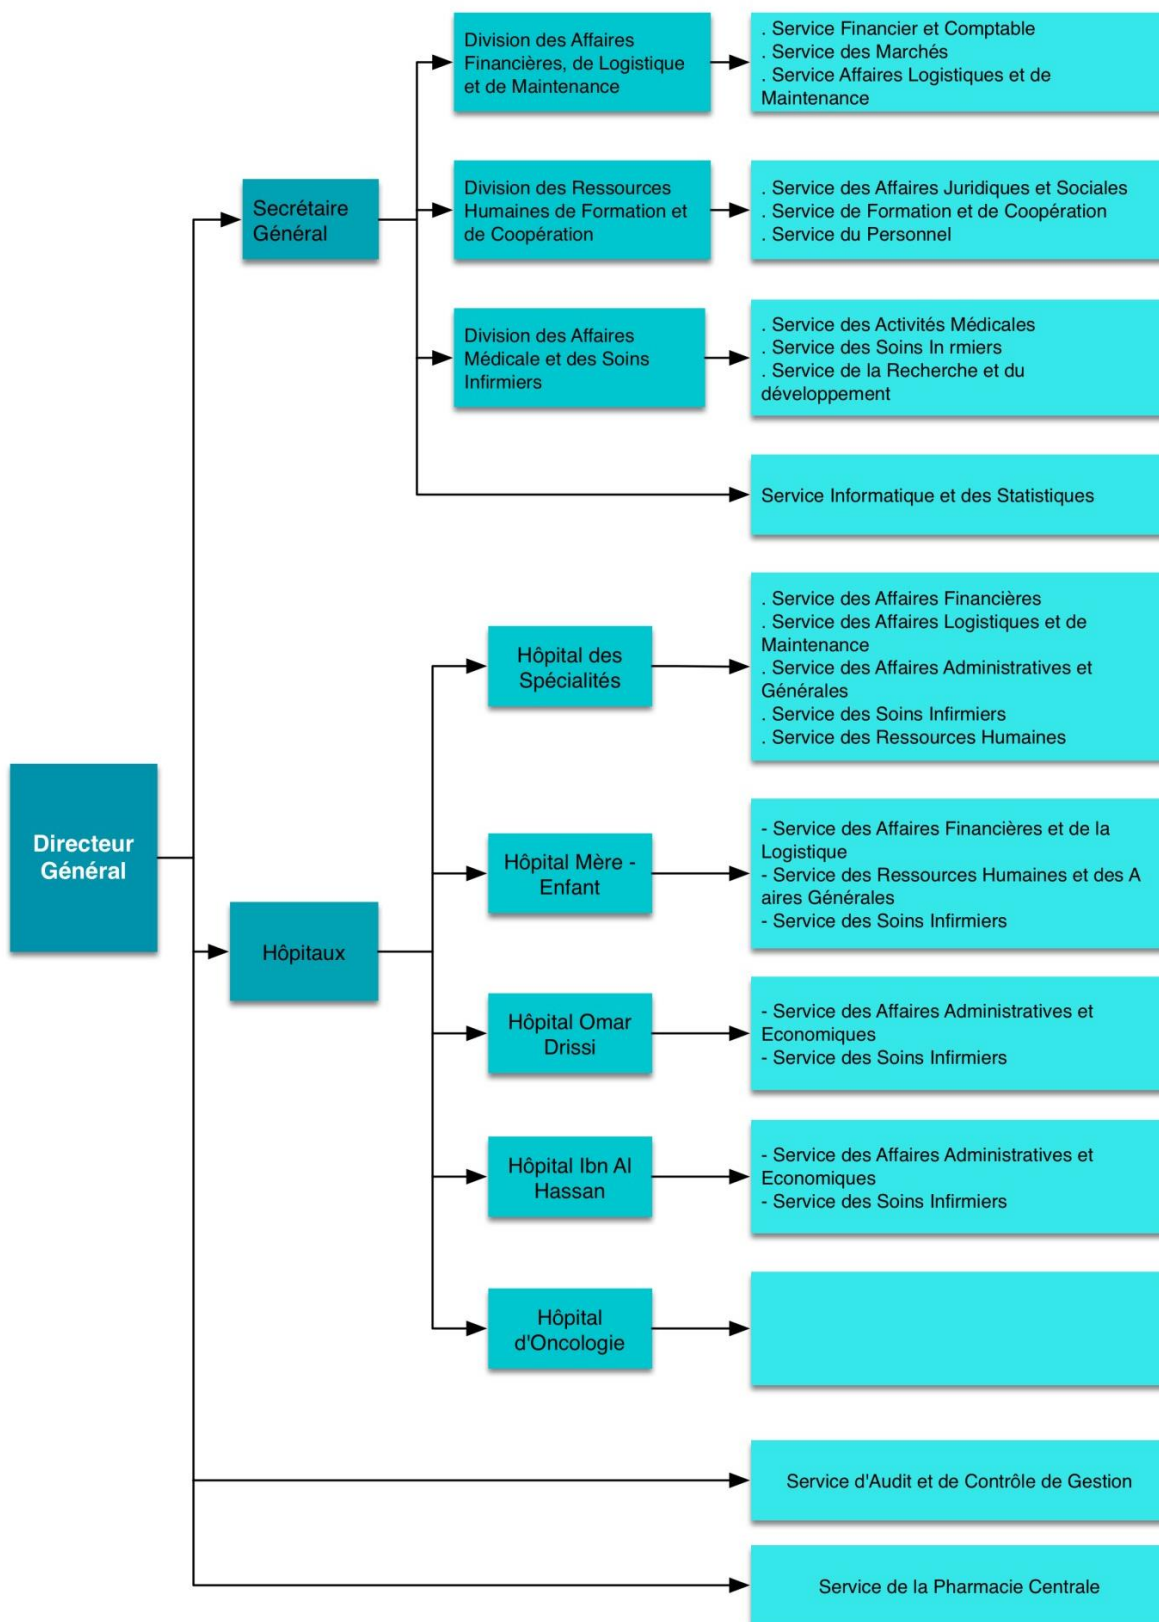 Division des Affaires
Financières, de Logistique
et de Maintenance
. Service Financier et Comptable
. Service des Marchés
. Service Affaires Logistiques et de
Maintenance
Secrétaire
Général
Division des Ressources
Humaines de Formation et
de Coopération
. Service des Affaires Juridiques et Sociales
. Service de Formation et de Coopération
. Service du Personnel
Division des Affaires
Médicale et des Soins
Infirmiers
. Service des Activités Médicales
. Service des Soins In rmiers
. Service de la Recherche et du
développement
Service Informatique et des Statistiques
Hôpital des
Spécialités
. Service des Affaires Financières
. Service des Affaires Logistiques et de
Maintenance
. Service des Affaires Administratives et
Générales
. Service des Soins Infirmiers
. Service des Ressources Humaines
Directeur
Général
Hôpitaux
Hôpital Mère -
Enfant
- Service des Affaires Financières et de la
Logistique
- Service des Ressources Humaines et des A
aires Générales
- Service des Soins Infirmiers
Hôpital Omar
Drissi
- Service des Affaires Administratives et
Economiques
- Service des Soins Infirmiers
Hôpital Ibn Al
Hassan
- Service des Affaires Administratives et
Economiques
- Service des Soins Infirmiers
Hôpital
d'Oncologie
Service d'Audit et de Contrôle de Gestion
Service de la Pharmacie Centrale